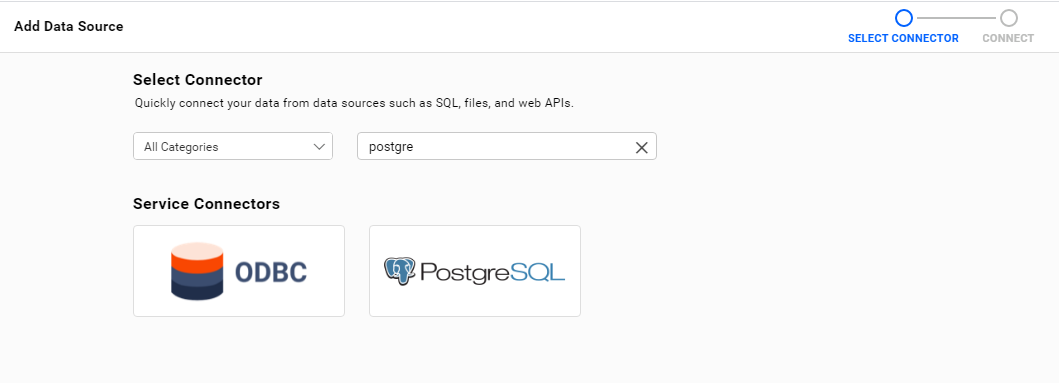 Add Data Source
SELECT CONNECTOR
CONNECT
Select Connector
Quickly connect your data from data sources such as SQL, files, and web APIs.
All Categories
postgre
Service Connectors
ODBC
PostgreSQL